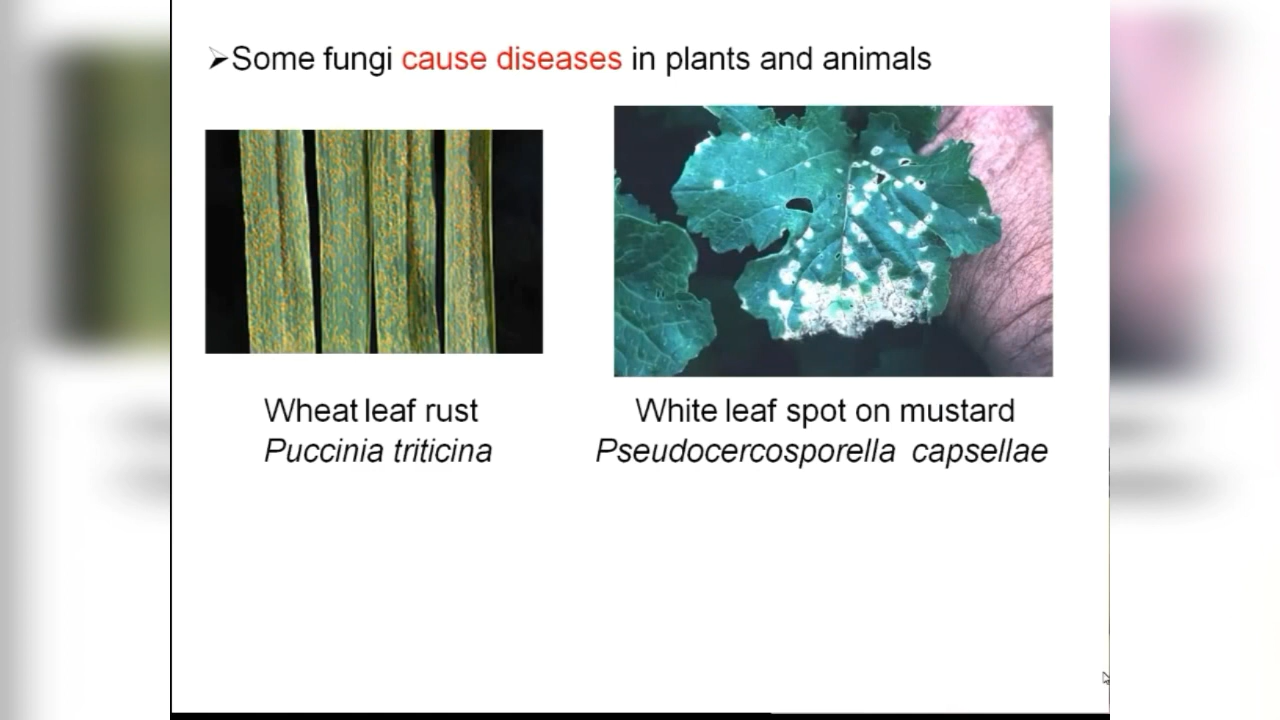 ➢Some fungi cause diseases in plants and animals
Wheat leaf rust
Puccinia triticina
White leaf spot on mustard
Pseudocercosporella capsellae